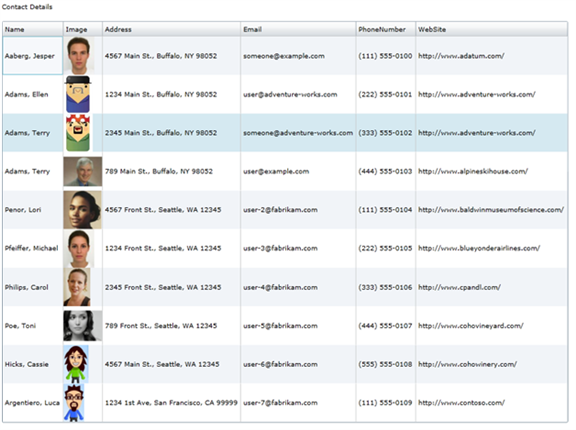 Contact Details
Name Image Address Email PhoneNumber WebSite
Aaberg, Jesper 4567 Main St., Buffalo, NY 98052 someone@example.com (111) 555-0100 http://www.adatum.com/
Adams, Ellen 1234 Main St., Buffalo, NY 98052 user@adventure-works.com (222) 555-0101 http://www.adventure-works.com/
Adams, Terry 2345 Main St., Buffalo, NY 98052 someone@adventure-works.com (333) 555-0102 http://www.adventure-works.com/
Adams, Terry 789 Main St., Buffalo, NY 98052 user@example.com (444) 555-0103 http://www.alpineskihouse.com/
Penor, Lori 4567 Front St., Seattle, WA 12345 user-2@fabrikam.com (111) 555-0104 http://www.baldwinmuseumofscience.com/
Pfeiffer, Michael 1234 Front St., Seattle, WA 12345 user-3@fabrikam.com (222) 555-0105 http://www.blueyonderairlines.com/
Philips, Carol 2345 Front St., Seattle, WA 12345 user-4@fabrikam.com (333) 555-0106 http://www.cpandl.com/
Poe, Toni 789 Front St., Seattle, WA 12345 user-5@fabrikam.com (444) 555-0107 http://www.cohovineyard.com/
Hicks, Cassie 4567 Main St., Seattle, WA 12345 user-6@fabrikam.com (555) 555-0108 http://www.cohowinery.com/
Argentiero, Luca 1234 1st Ave, San Francisco, CA 99999 user-7@fabrikam.com (111) 555-0109 http://www.contoso.com/